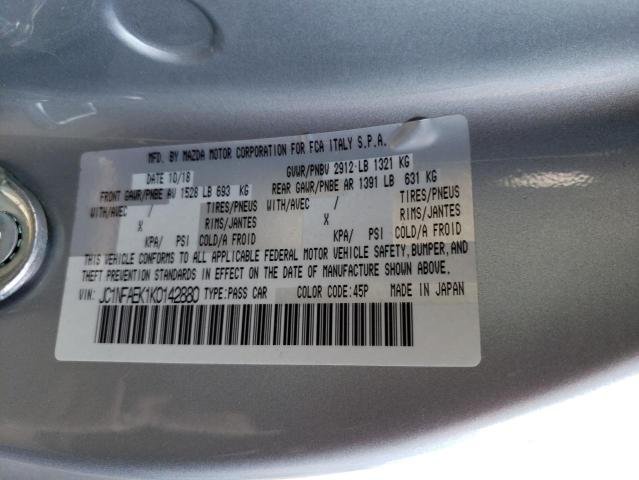 MFD. BY MAZDA MOTOR CORPORATION FOR FCA ITALY S.P.A.
DATE 10/18 GVWR/PNBV 2912 LB 1321 KG
FRONT GAWR/PNBE AV 1528 LB 693 KG REAR GAWR/PNBE AR 1391 LB 631 KG
WITH/AVEC / TIRES/PNEUS WITH/AVEC / TIRES/PNEUS
X RIMS/JANTES X RIMS/JANTES
KPA/ PSI COLD/A FROID KPA/ PSI COLD/A FROID
THIS VEHICLE CONFORMS TO ALL APPLICABLE FEDERAL MOTOR VEHICLE SAFETY, BUMPER, AND
THEFT PREVENTION STANDARDS IN EFFECT ON THE DATE OF MANUFACTURE SHOWN ABOVE.
VIN: JC1NFAEK1K0142880 TYPE:PASS CAR COLOR CODE:45P MADE IN JAPAN